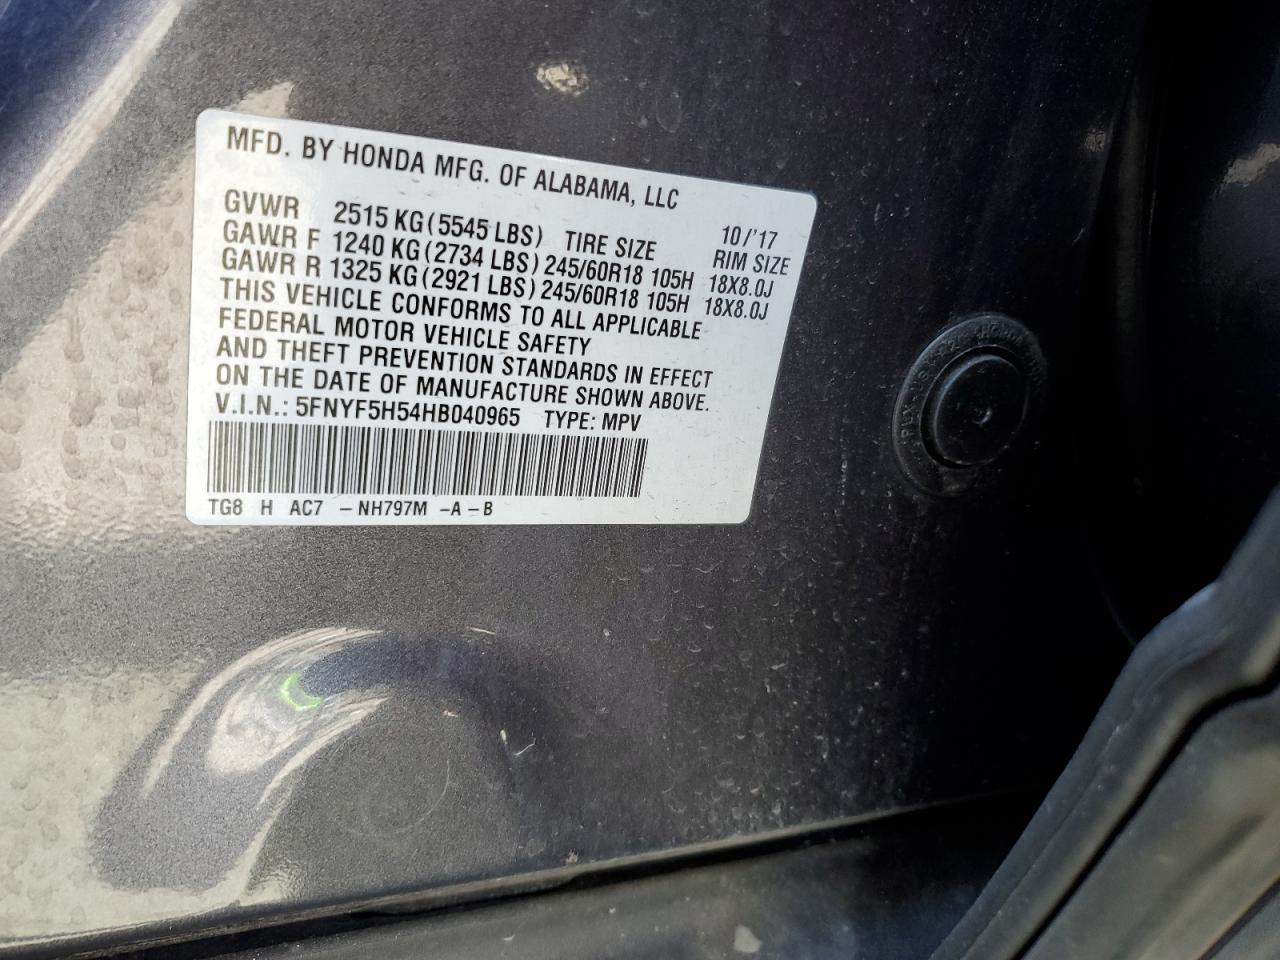 MFD. BY HONDA MFG. OF ALABAMA, LLC
10/'17
GVWR 2515 KG (5545 LBS) TIRE SIZE RIM SIZE
GAWR F 1240 KG (2734 LBS) 245/60R18 105H 18X8.0J
GAWR R 1325 KG (2921 LBS) 245/60R18 105H 18X8.0J
THIS VEHICLE CONFORMS TO ALL APPLICABLE
FEDERAL MOTOR VEHICLE SAFETY
AND THEFT PREVENTION STANDARDS IN EFFECT
ON THE DATE OF MANUFACTURE SHOWN ABOVE.
V.I.N.: 5FNYF5H54HB040965 TYPE: MPV
TG8 H AC7 – NH797M – A – B